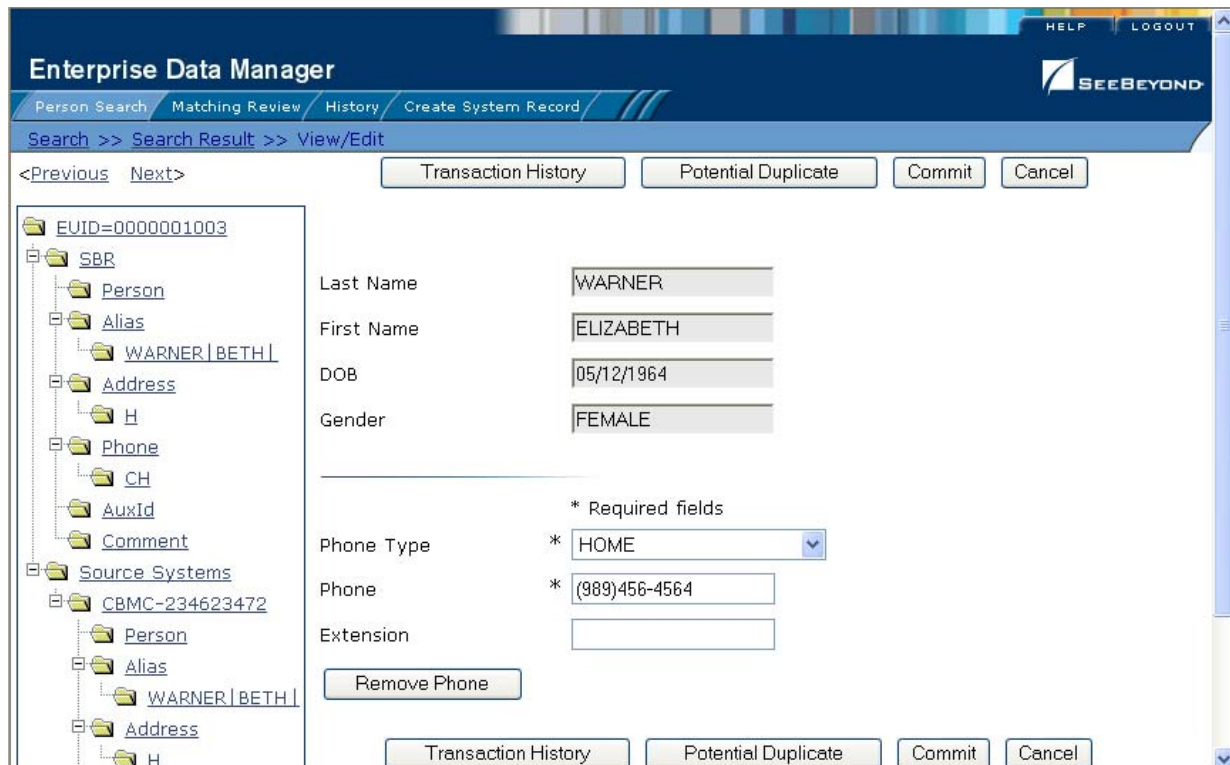 HELP LOGOUT
Enterprise Data Manager
SEEBEYOND
Person Search Matching Review History Create System Record
Search >> Search Result >> View/Edit
<Previous Next>
Transaction History Potential Duplicate Commit Cancel
EUID=0000001003
SBR
Person
Alias
WARNER|BETH|
Address
H
Phone
CH
AuxId
Comment
Source Systems
CBMC-234623472
Person
Alias
WARNER|BETH|
Address
H
Last Name WARNER
First Name ELIZABETH
DOB 05/12/1964
Gender FEMALE
* Required fields
Phone Type * HOME
Phone * (989)456-4564
Extension
Remove Phone
Transaction History Potential Duplicate Commit Cancel